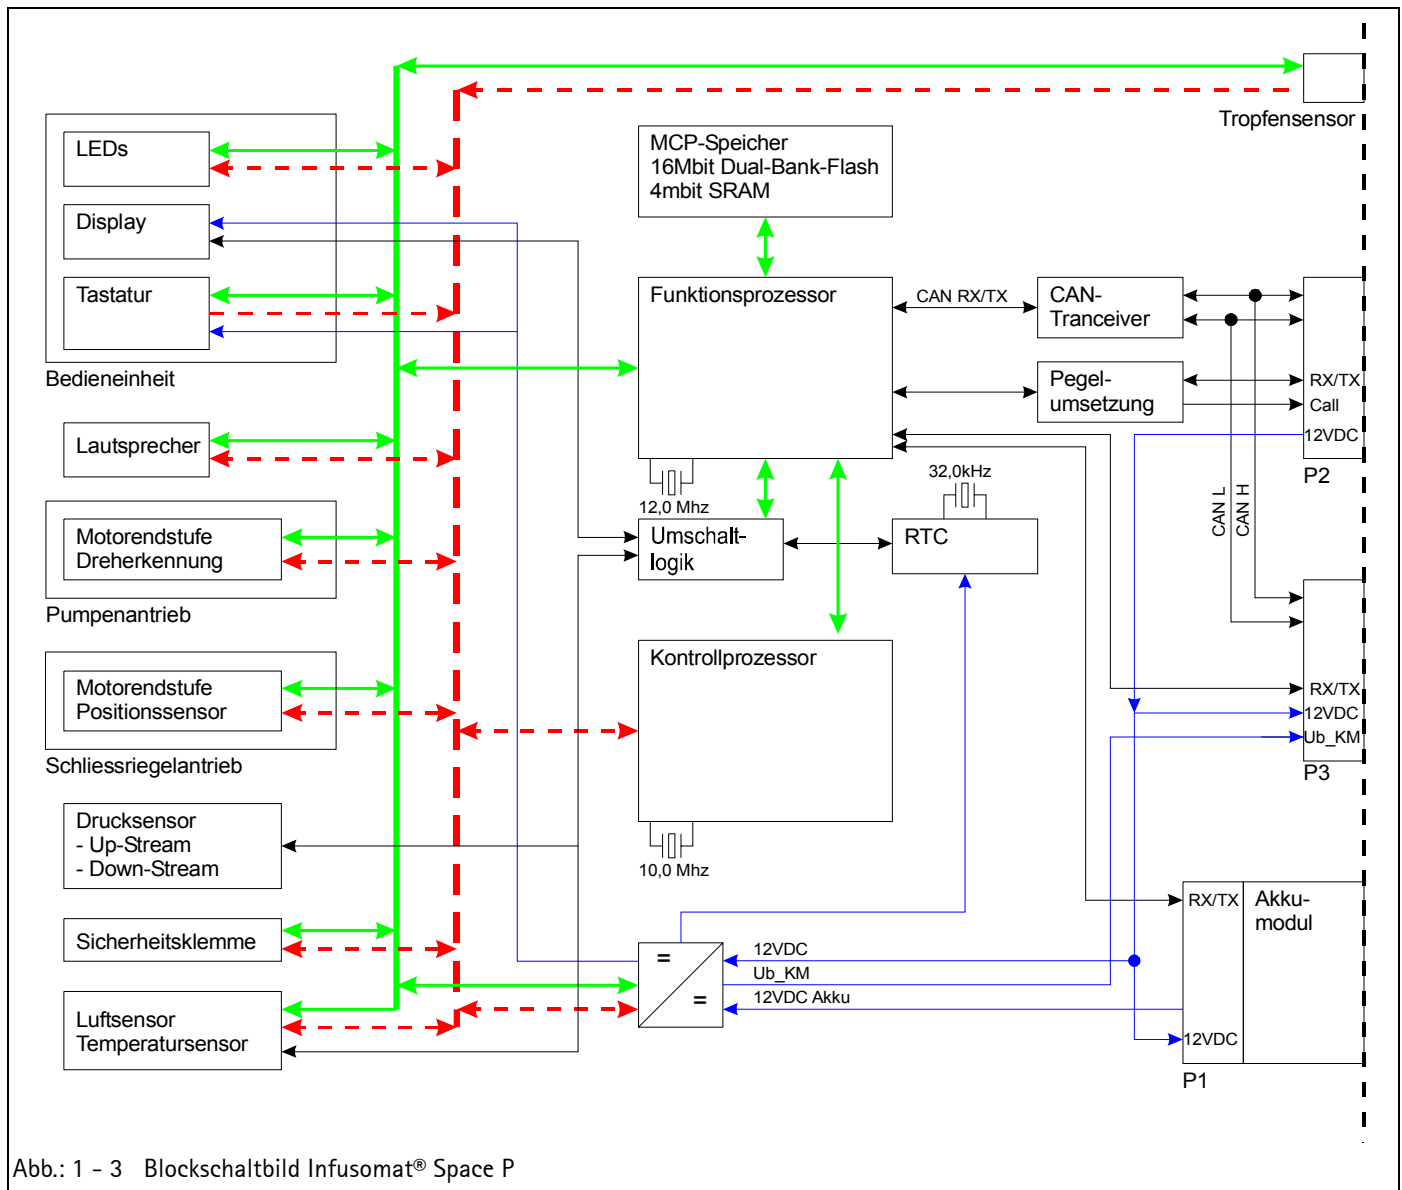 Tropfensensor
LEDs
Display
Tastatur
Bedieneinheit
Lautsprecher
Motorendstufe
Dreherkennung
Pumpenantrieb
Motorendstufe
Positionssensor
Schliessriegelantrieb
Drucksensor
- Up-Stream
- Down-Stream
Sicherheitsklemme
Luftsensor
Temperatursensor
MCP-Speicher
16Mbit Dual-Bank-Flash
4mbit SRAM
Funktionsprozessor
12,0 Mhz
Umschalt-
logik
32,0kHz
RTC
Kontrollprozessor
10,0 Mhz
=
=
12VDC
Ub_KM
12VDC Akku
CAN RX/TX
CAN-
Tranceiver
Pegel-
umsetzung
RX/TX
Call
12VDC
P2
CAN L
CAN H
RX/TX
12VDC
Ub_KM
P3
RX/TX
Akku-
modul
12VDC
P1
Abb.: 1 - 3 Blockschaltbild Infusomat® Space P